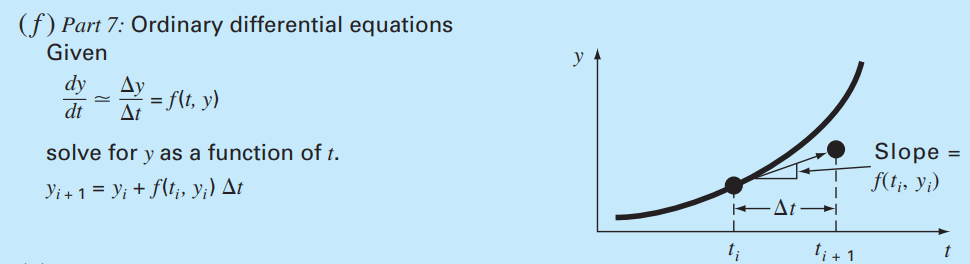 (f) Part 7: Ordinary differential equations
Given
dy/dt ≃ Δy/Δt = f(t, y)
solve for y as a function of t.
y_{i + 1} = y_i + f(t_i, y_i) Δt
y
Slope =
f(t_i, y_i)
Δt
t_i
t_{i + 1}
t